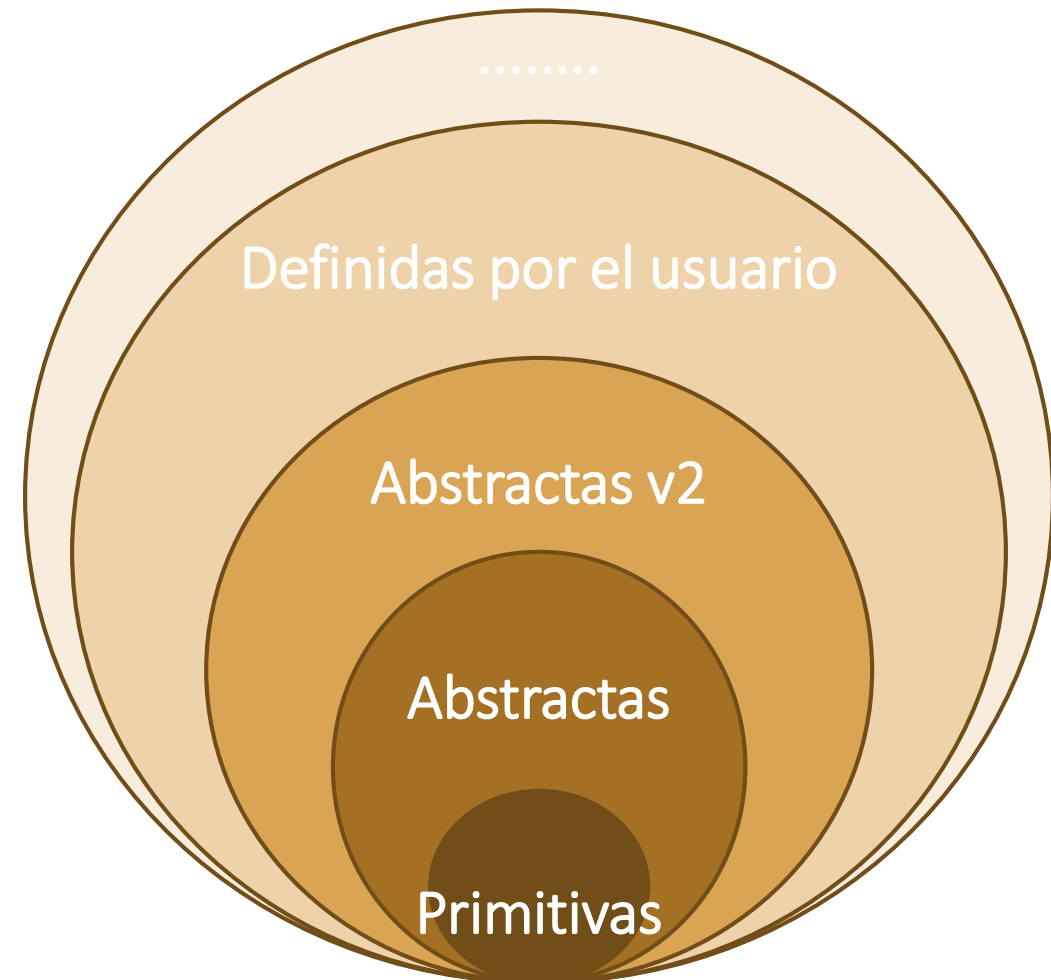 ........
Definidas por el usuario
Abstractas v2
Abstractas
Primitivas